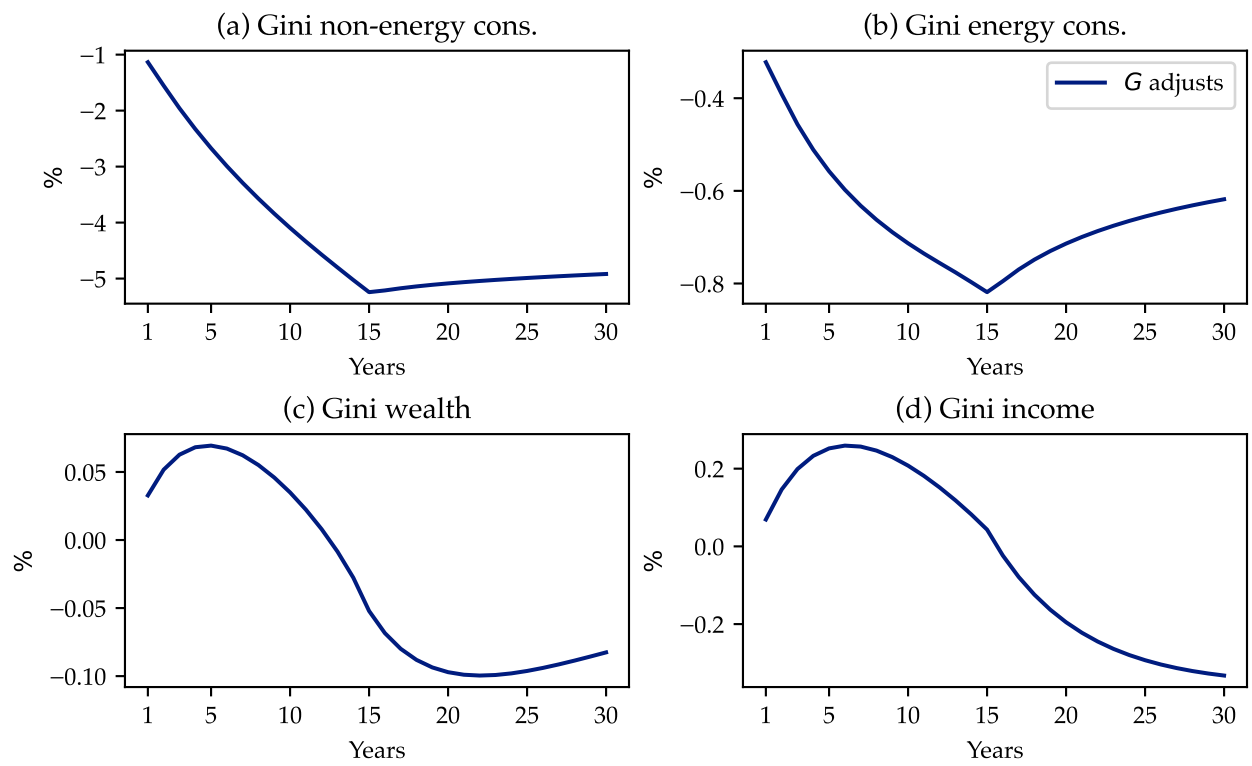 (a) Gini non-energy cons.
−1
−2
−3
−4
−5
%
1 5 10 15 20 25 30
Years
(b) Gini energy cons.
G adjusts
−0.4
−0.6
−0.8
%
1 5 10 15 20 25 30
Years
(c) Gini wealth
0.05
0.00
−0.05
−0.10
%
1 5 10 15 20 25 30
Years
(d) Gini income
0.2
0.0
−0.2
%
1 5 10 15 20 25 30
Years